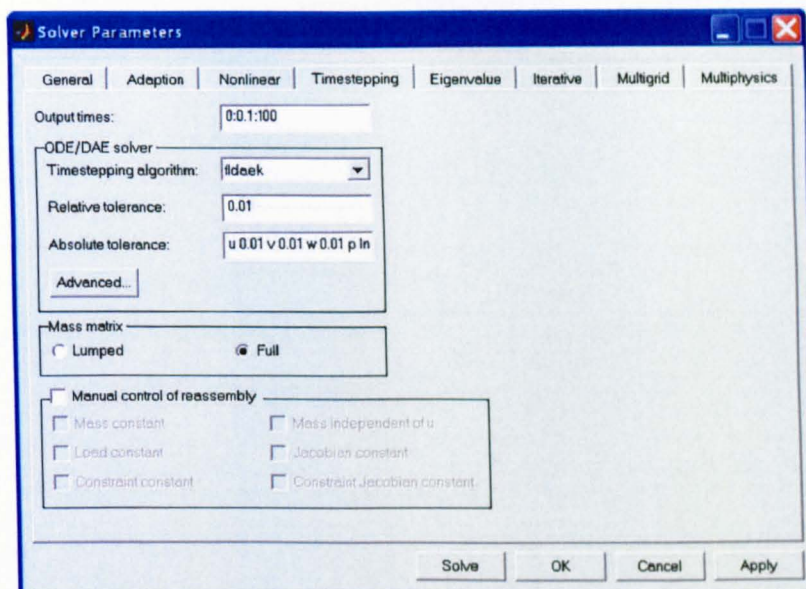 Solver Parameters
General Adaption Nonlinear Timestepping Eigenvalue Iterative Multigrid Multiphysics
Output times: 0:0.1:100
ODE/DAE solver
Timestepping algorithm: fldaek
Relative tolerance: 0.01
Absolute tolerance: u 0.01 v 0.01 w 0.01 p In
Advanced...
Mass matrix
Lumped Full
Manual control of reassembly
Mass constant Mass independent of u
Load constant Jacobian constant
Constraint constant Constraint Jacobian constant
Solve OK Cancel Apply